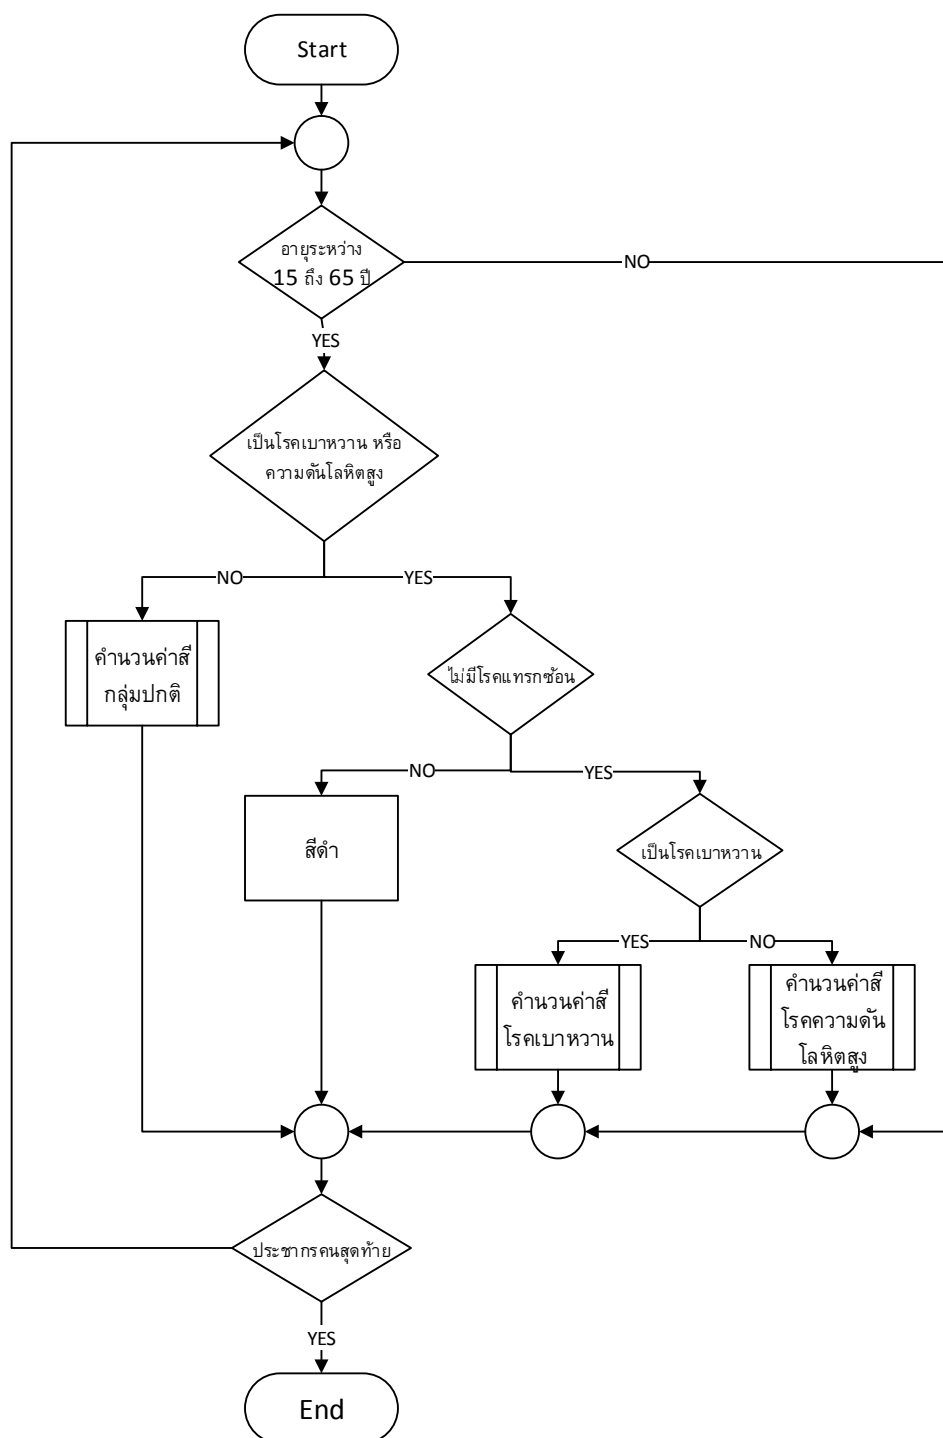 Start
อายุระหว่าง
15 ถึง 65 ปี
NO
YES
เป็นโรคเบาหวาน หรือ
ความดันโลหิตสูง
NO
YES
คำนวนค่าสี
กลุ่มปกติ
ไม่มีโรคแทรกซ้อน
NO
YES
สีดำ
เป็นโรคเบาหวาน
YES
NO
คำนวนค่าสี
โรคเบาหวาน
คำนวนค่าสี
โรคความดัน
โลหิตสูง
ประชากรคนสุดท้าย
YES
End